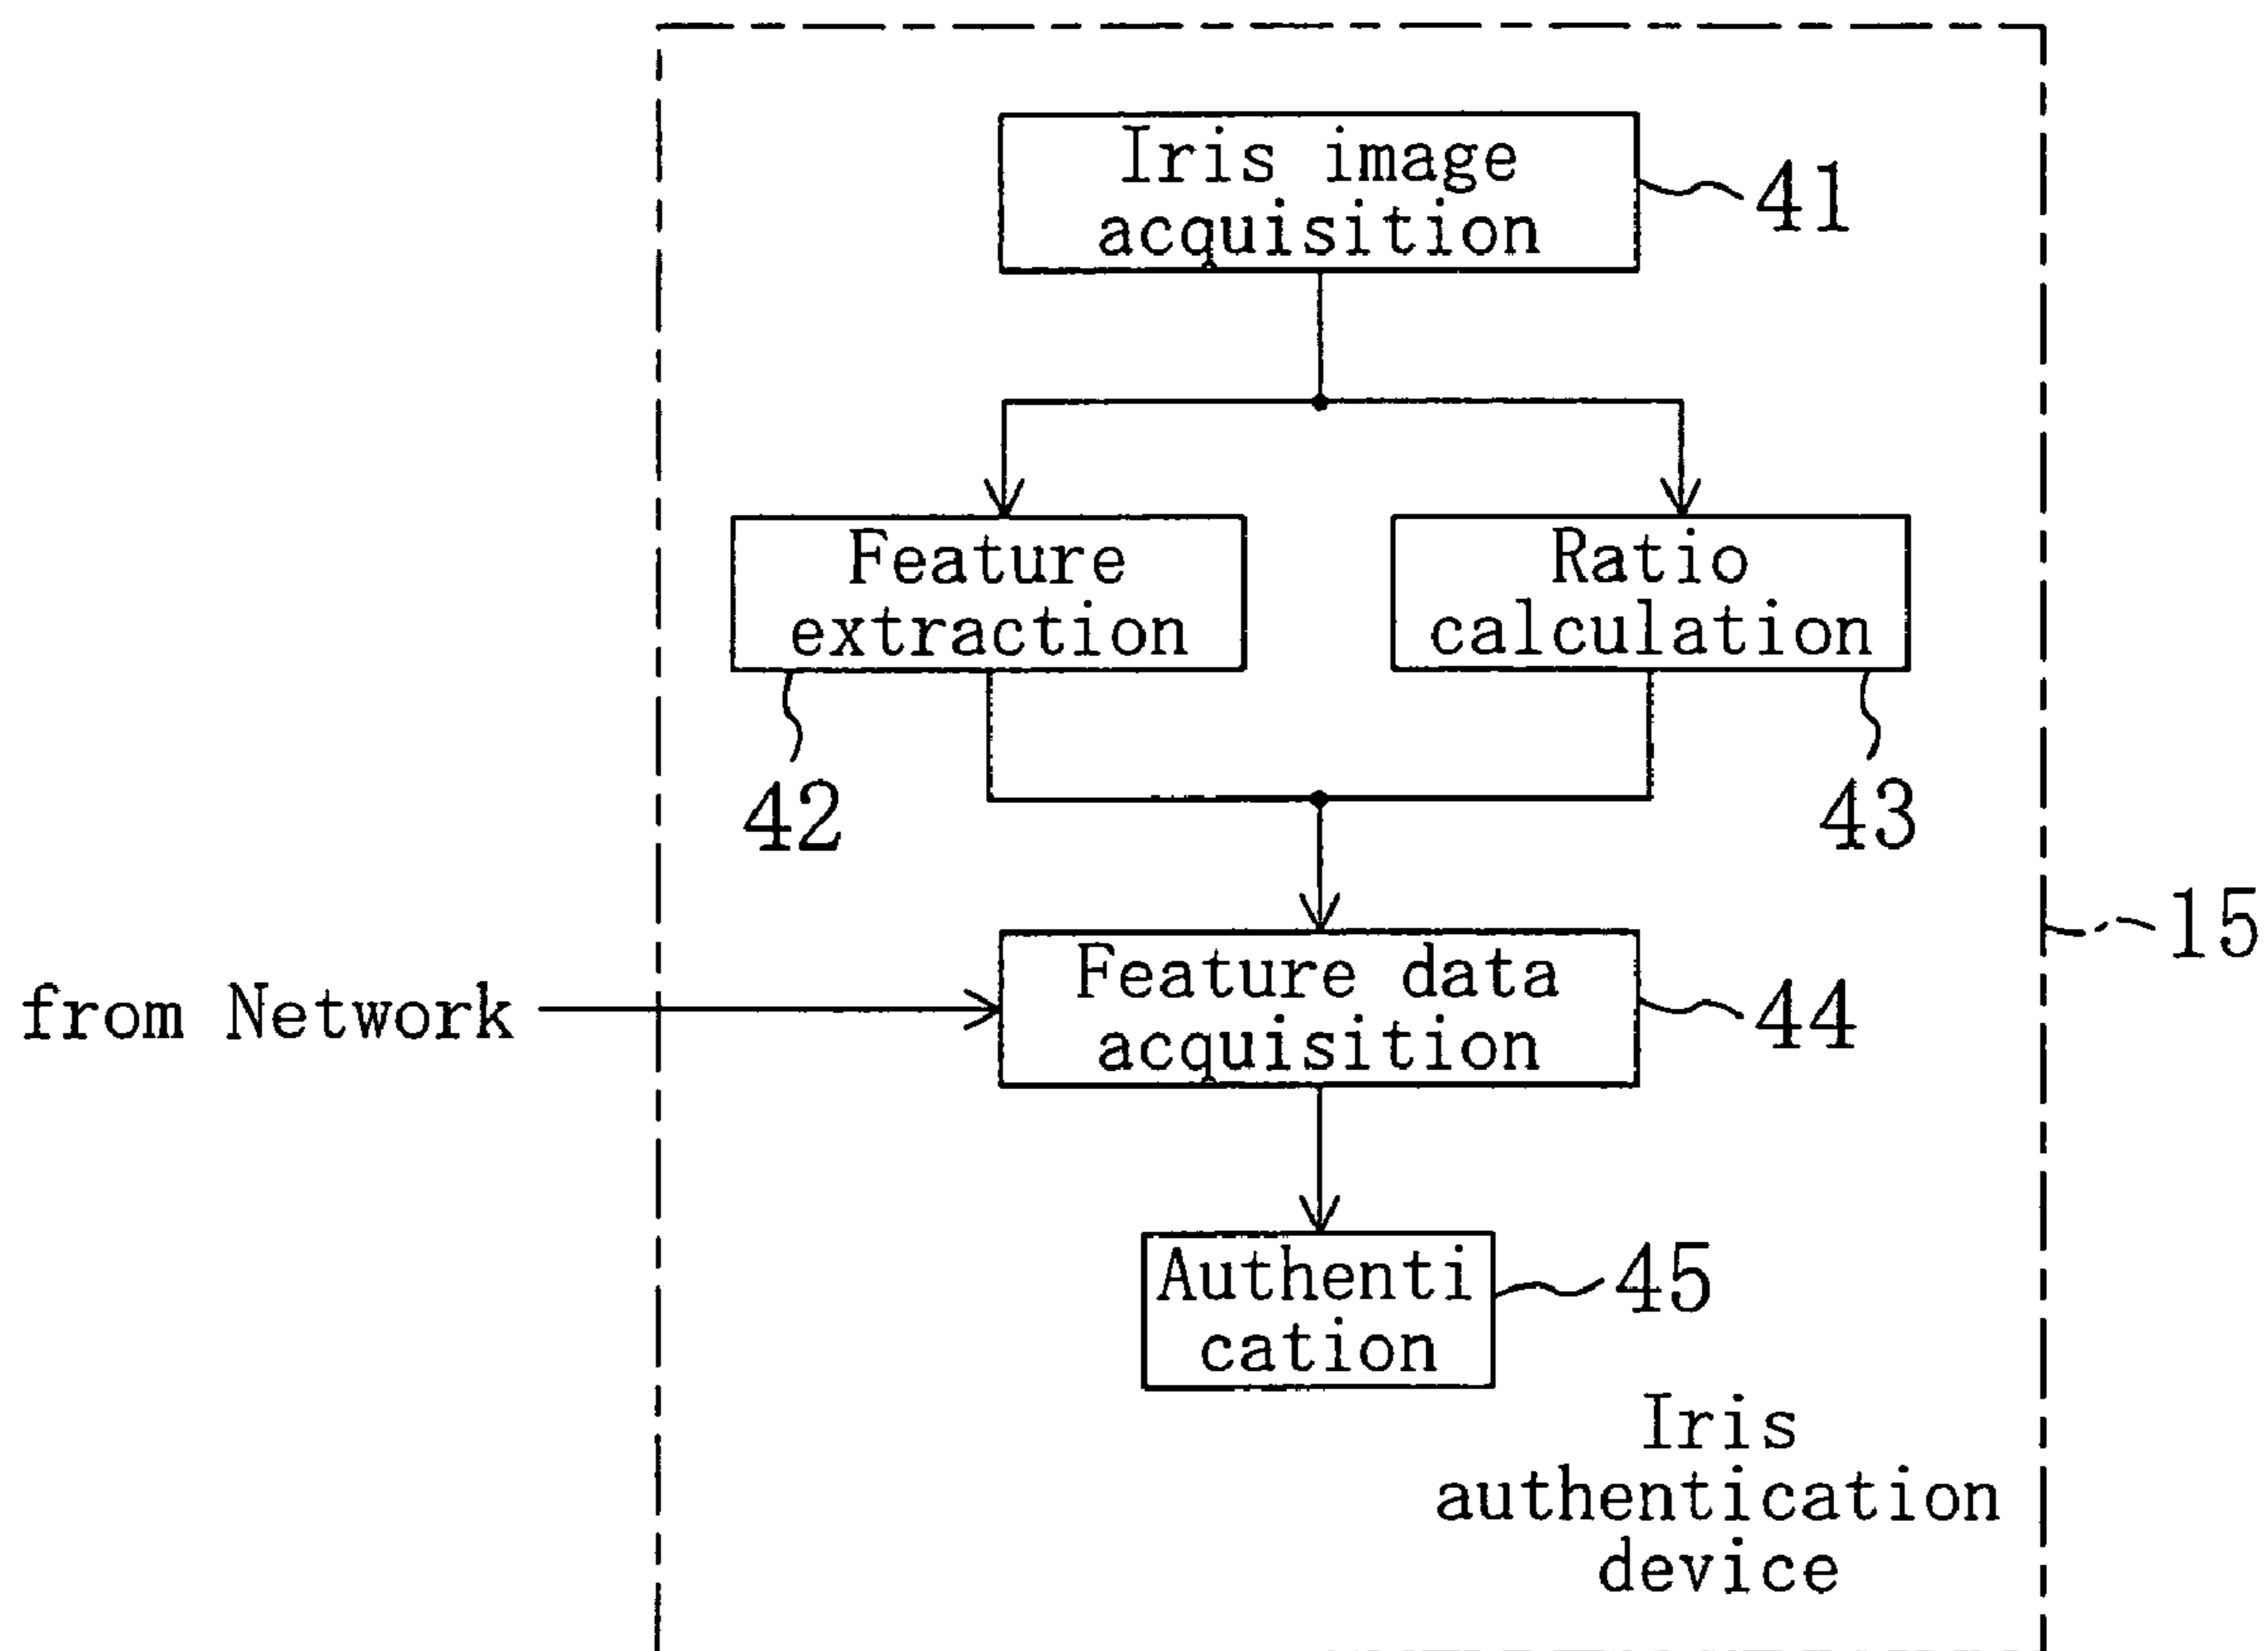 Iris image
acquisition
41
Feature
extraction
Ratio
calculation
42
43
15
from Network
Feature data
acquisition
44
Authenti
cation
45
Iris
authentication
device